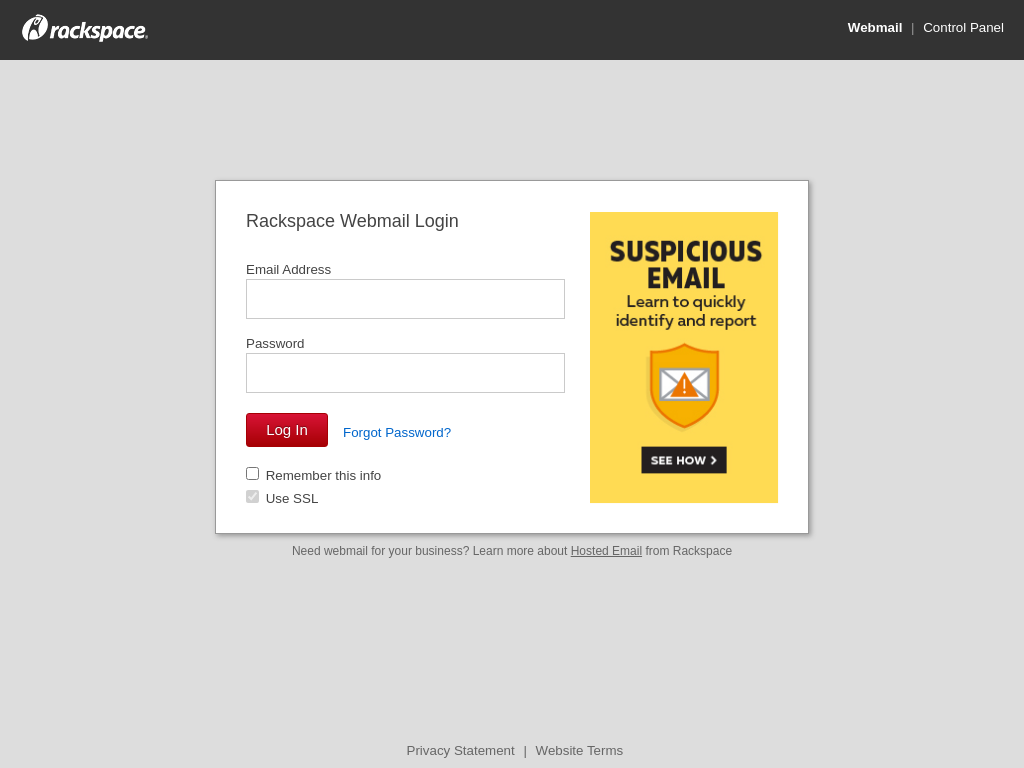 rackspace
Webmail | Control Panel
Rackspace Webmail Login
Email Address
Password
Log In Forgot Password?
Remember this info
Use SSL
SUSPICIOUS
EMAIL
Learn to quickly
identify and report
SEE HOW
Need webmail for your business? Learn more about Hosted Email from Rackspace
Privacy Statement | Website Terms